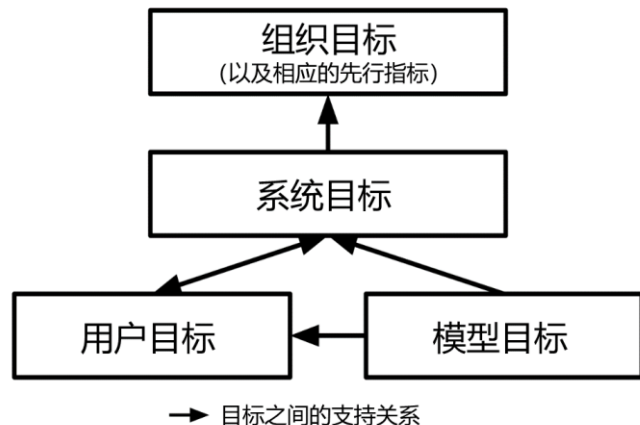 组织目标
（以及相应的先行指标）
系统目标
用户目标
模型目标
目标之间的支持关系